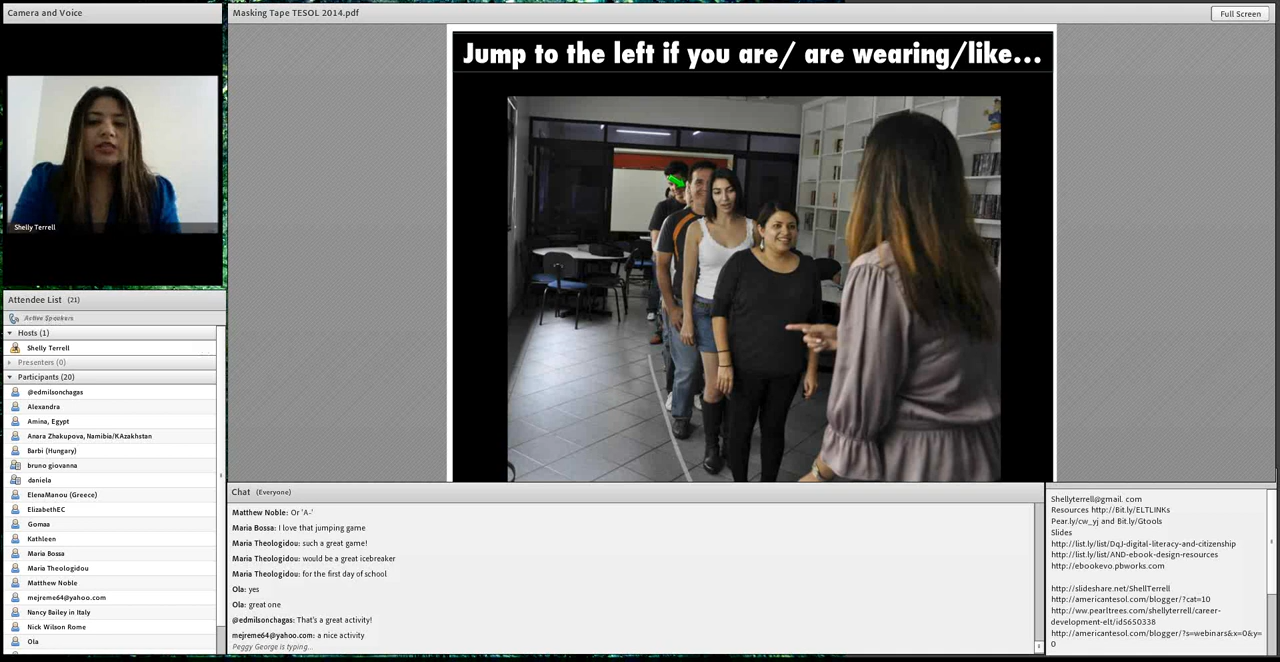 Camera and Voice
Shelly Terrell
Attendee List (21)
Active Speakers
Hosts (1)
Shelly Terrell
Presenters (0)
Participants (20)
@edmilsonchagas
Alexandra
Amina, Egypt
Anara Zhakupova, Namibia/KAzakhstan
Barbi (Hungary)
bruno giovanna
daniela
ElenaManou (Greece)
ElizabethEC
Gomaa
Kathleen
Maria Bossa
Maria Theologidou
Matthew Noble
mejreme64@yahoo.com
Nancy Bailey in Italy
Nick Wilson Rome
Ola
Masking Tape TESOL 2014.pdf
Full Screen
Jump to the left if you are/ are wearing/like...
Chat (Everyone)
Matthew Noble: Or 'A-'
Maria Bossa: I love that jumping game
Maria Theologidou: such a great game!
Maria Theologidou: would be a great icebreaker
Maria Theologidou: for the first day of school
Ola: yes
Ola: great one
@edmilsonchagas: That's a great activity!
mejreme64@yahoo.com: a nice activity
Peggy George is typing...
Shellyterrell@gmail. com
Resources http://Bit.ly/ELTLINKs
Pear.ly/cw_yj and Bit.ly/Gtools
Slides
http://list.ly/list/DqJ-digital-literacy-and-citizenship
http://list.ly/list/AND-ebook-design-resources
http://ebookevo.pbworks.com
http://slideshare.net/ShellTerrell
http://americantesol.com/blogger/?cat=10
http://ww.pearltrees.com/shellyterrell/career-
development-elt/id5650338
http://americantesol.com/blogger/?s=webinars&x=0&y=
0